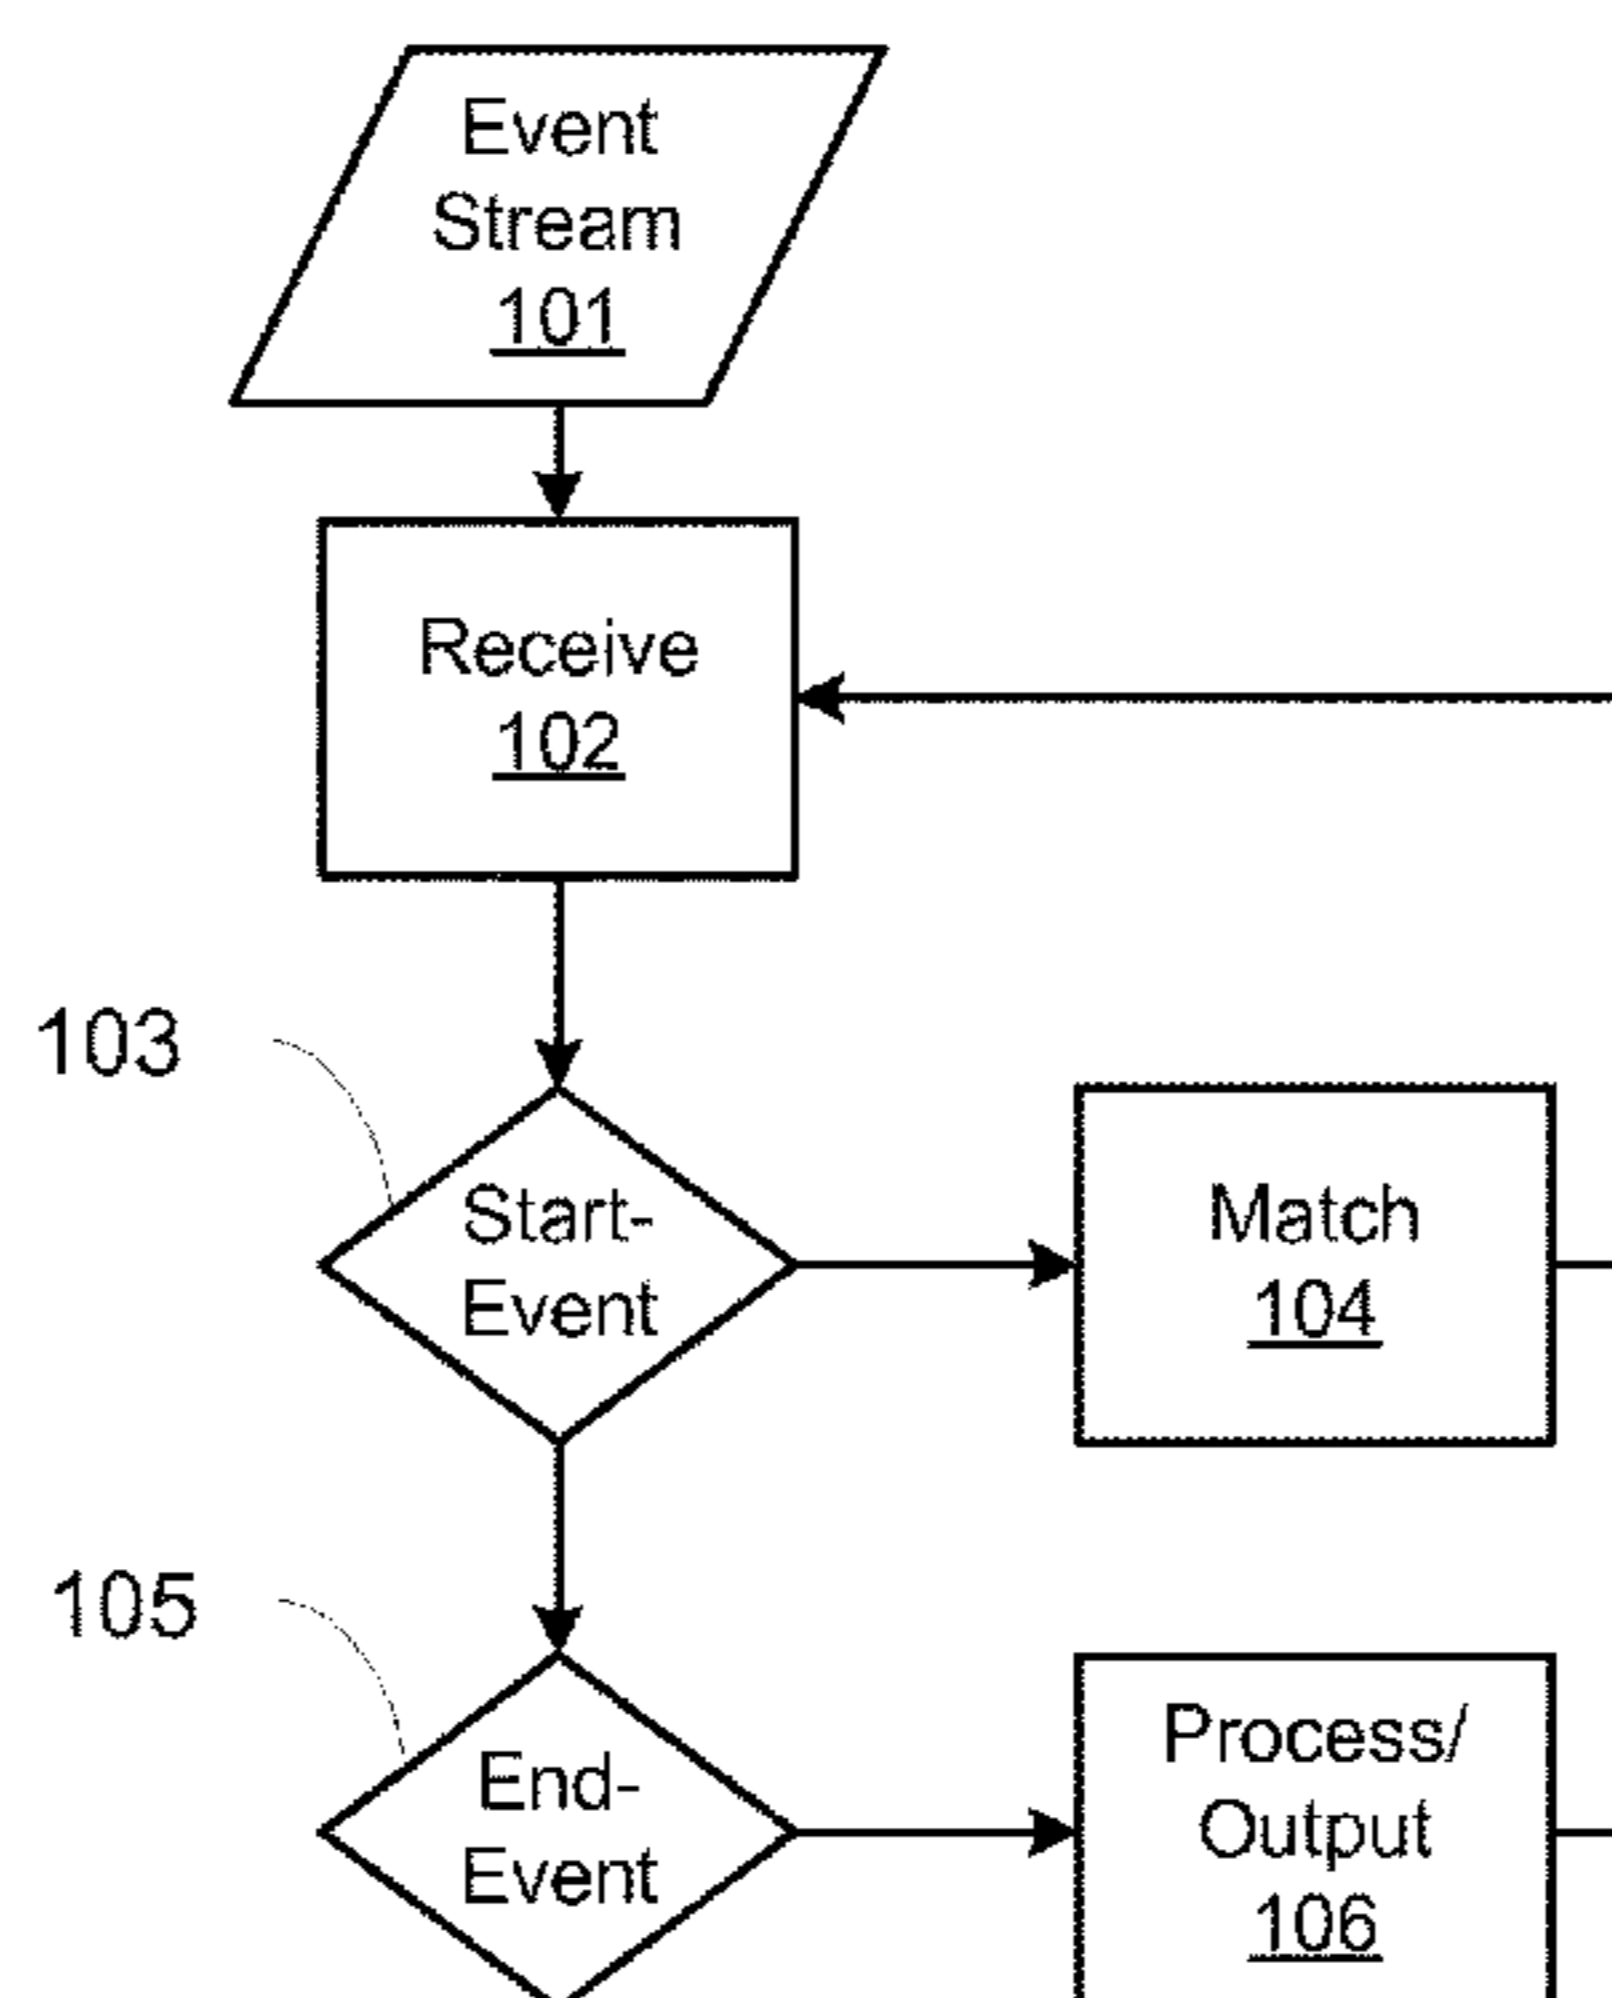 Event
Stream
101
Receive
102
103
Start-
Event
Match
104
105
End-
Event
Process/
Output
106